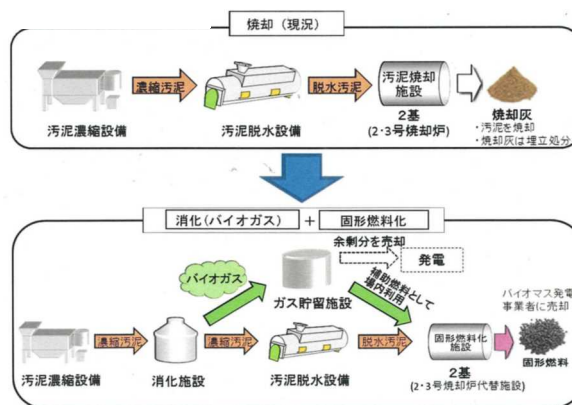 焼却(現況)
濃縮汚泥
脱水汚泥
汚泥焼却
施設
汚泥濃縮設備
汚泥脱水設備
2基
(2・3号焼却炉)
焼却灰
・汚泥を焼却
・焼却灰は埋立処分
消化(バイオガス) + 固形燃料化
余剰分を売却
発電
バイオガス
ガス貯留施設
補助燃料として
場内利用
バイオマス発電
事業者に売却
濃縮汚泥
濃縮汚泥
脱水汚泥
固形燃料化
施設
固形燃料
汚泥濃縮設備
消化施設
汚泥脱水設備
2基
(2・3号焼却炉代替施設)